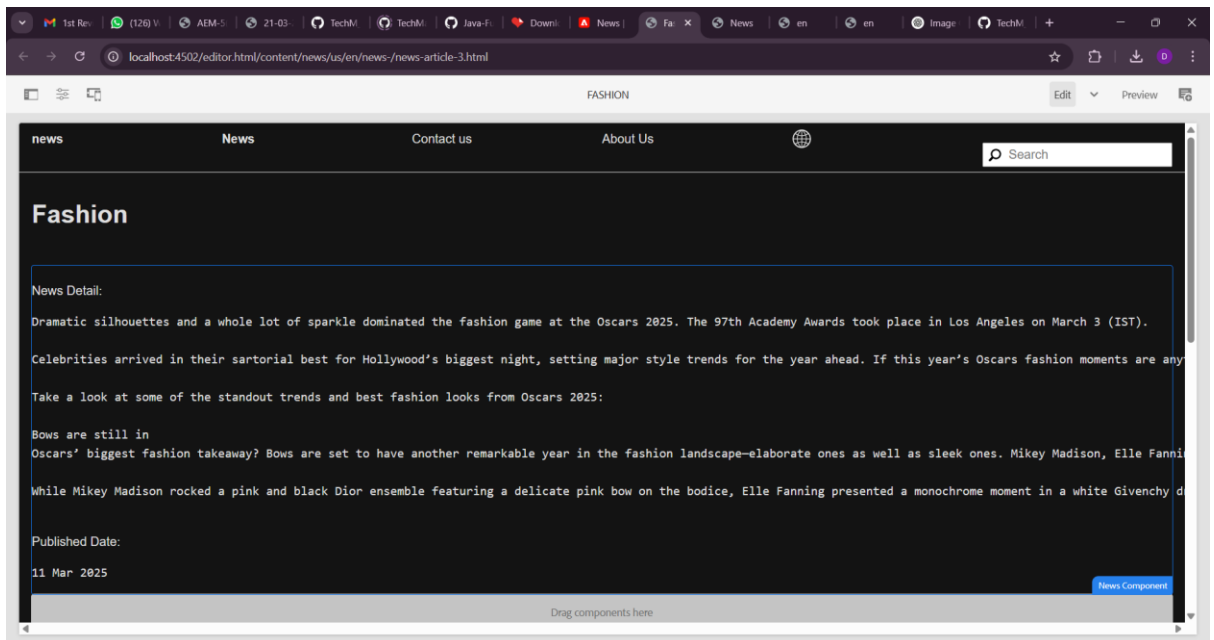 1st Rev (126) W AEM-S 21-03- TechM TechM Java-Fu Downl News | Fa News en en Image TechM
localhost:4502/editor.html/content/news/us/en/news-/news-article-3.html
FASHION Edit Preview
news News Contact us About Us Search
Fashion
News Detail:
Dramatic silhouettes and a whole lot of sparkle dominated the fashion game at the Oscars 2025. The 97th Academy Awards took place in Los Angeles on March 3 (IST).
Celebrities arrived in their sartorial best for Hollywood’s biggest night, setting major style trends for the year ahead. If this year’s Oscars fashion moments are any
Take a look at some of the standout trends and best fashion looks from Oscars 2025:
Bows are still in
Oscars’ biggest fashion takeaway? Bows are set to have another remarkable year in the fashion landscape—elaborate ones as well as sleek ones. Mikey Madison, Elle Fanni
While Mikey Madison rocked a pink and black Dior ensemble featuring a delicate pink bow on the bodice, Elle Fanning presented a monochrome moment in a white Givenchy d
Published Date:
11 Mar 2025
News Component
Drag components here